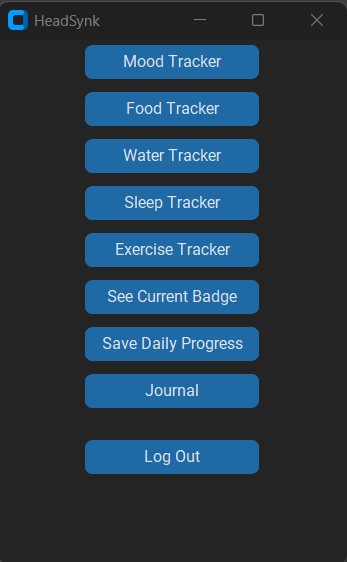 HeadSynk
Mood Tracker
Food Tracker
Water Tracker
Sleep Tracker
Exercise Tracker
See Current Badge
Save Daily Progress
Journal
Log Out